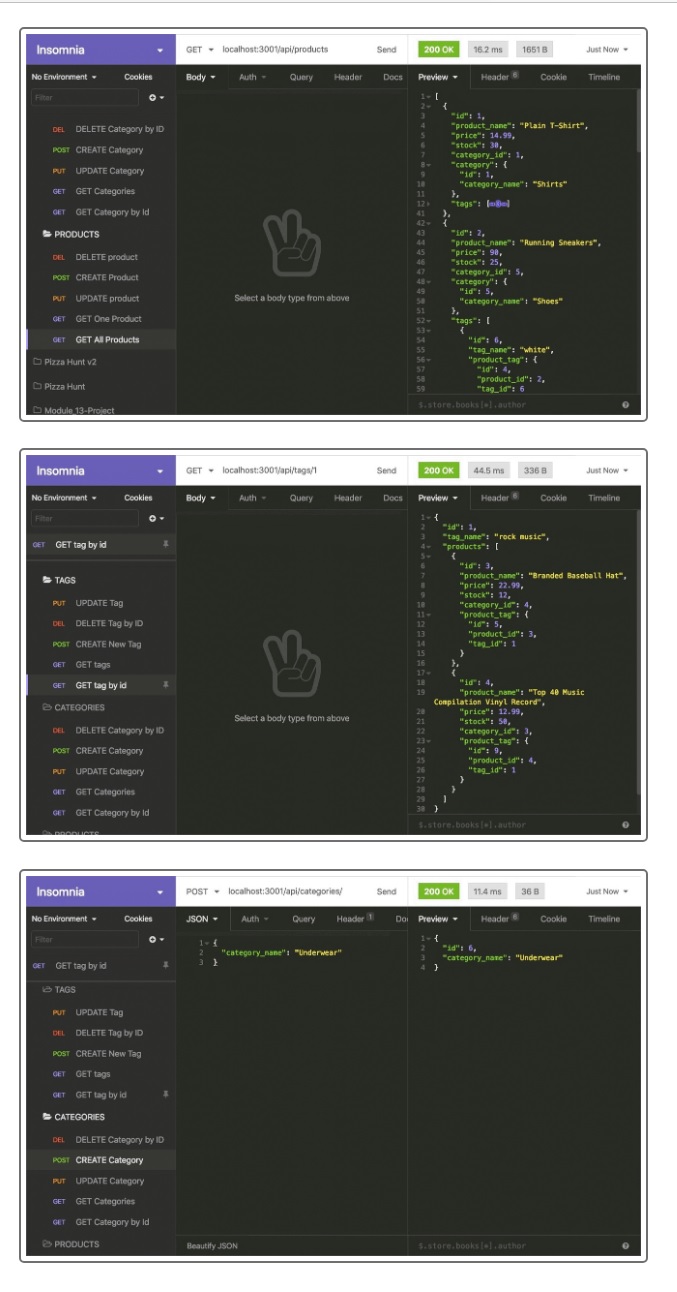 Insomnia
GET localhost:3001/api/products Send
200 OK 16.2 ms 1651 B Just Now
No Environment Cookies
Body Auth Query Header Docs
Preview Header 6 Cookie Timeline
Filter
DEL DELETE Category by ID
POST CREATE Category
PUT UPDATE Category
GET GET Categories
GET GET Category by Id
PRODUCTS
DEL DELETE product
POST CREATE Product
PUT UPDATE product
GET GET One Product
GET GET All Products
Pizza Hunt v2
Pizza Hunt
Module_13-Project
Select a body type from above
1 [
2 {
3 "id": 1,
4 "product_name": "Plain T-Shirt",
5 "price": 14.99,
6 "stock": 30,
7 "category_id": 1,
8 "category": {
9 "id": 1,
10 "category_name": "Shirts"
11 },
12 "tags": [
41 },
42 {
43 "id": 2,
44 "product_name": "Running Sneakers",
45 "price": 90,
46 "stock": 25,
47 "category_id": 5,
48 "category": {
49 "id": 5,
50 "category_name": "Shoes"
51 },
52 "tags": [
53 {
54 "id": 6,
55 "tag_name": "white",
56 "product_tag": {
57 "id": 4,
58 "product_id": 2,
59 "tag_id": 6
$.store.books[*].author
Insomnia
GET localhost:3001/api/tags/1 Send
200 OK 44.5 ms 336 B Just Now
No Environment Cookies
Body Auth Query Header Docs
Preview Header 6 Cookie Timeline
Filter
GET GET tag by id
TAGS
PUT UPDATE Tag
DEL DELETE Tag by ID
POST CREATE New Tag
GET GET tags
GET GET tag by id
CATEGORIES
DEL DELETE Category by ID
POST CREATE Category
PUT UPDATE Category
GET GET Categories
GET GET Category by Id
PRODUCTS
Select a body type from above
1 {
2 "id": 1,
3 "tag_name": "rock music",
4 "products": [
5 {
6 "id": 3,
7 "product_name": "Branded Baseball Hat",
8 "price": 22.99,
9 "stock": 12,
10 "category_id": 4,
11 "product_tag": {
12 "id": 5,
13 "product_id": 3,
14 "tag_id": 1
15 }
16 },
17 {
18 "id": 4,
19 "product_name": "Top 40 Music
Compilation Vinyl Record",
20 "price": 12.99,
21 "stock": 50,
22 "category_id": 3,
23 "product_tag": {
24 "id": 9,
25 "product_id": 4,
26 "tag_id": 1
27 }
28 }
29 ]
30 }
$.store.books[*].author
Insomnia
POST localhost:3001/api/categories/ Send
200 OK 11.4 ms 36 B Just Now
No Environment Cookies
JSON Auth Query Header 1 Do
Preview Header 6 Cookie Timeline
Filter
GET GET tag by id
TAGS
PUT UPDATE Tag
DEL DELETE Tag by ID
POST CREATE New Tag
GET GET tags
GET GET tag by id
CATEGORIES
DEL DELETE Category by ID
POST CREATE Category
PUT UPDATE Category
GET GET Categories
GET GET Category by Id
PRODUCTS
1 {
2 "category_name": "Underwear"
3 }
Beautify JSON
1 {
2 "id": 6,
3 "category_name": "Underwear"
4 }
$.store.books[*].author